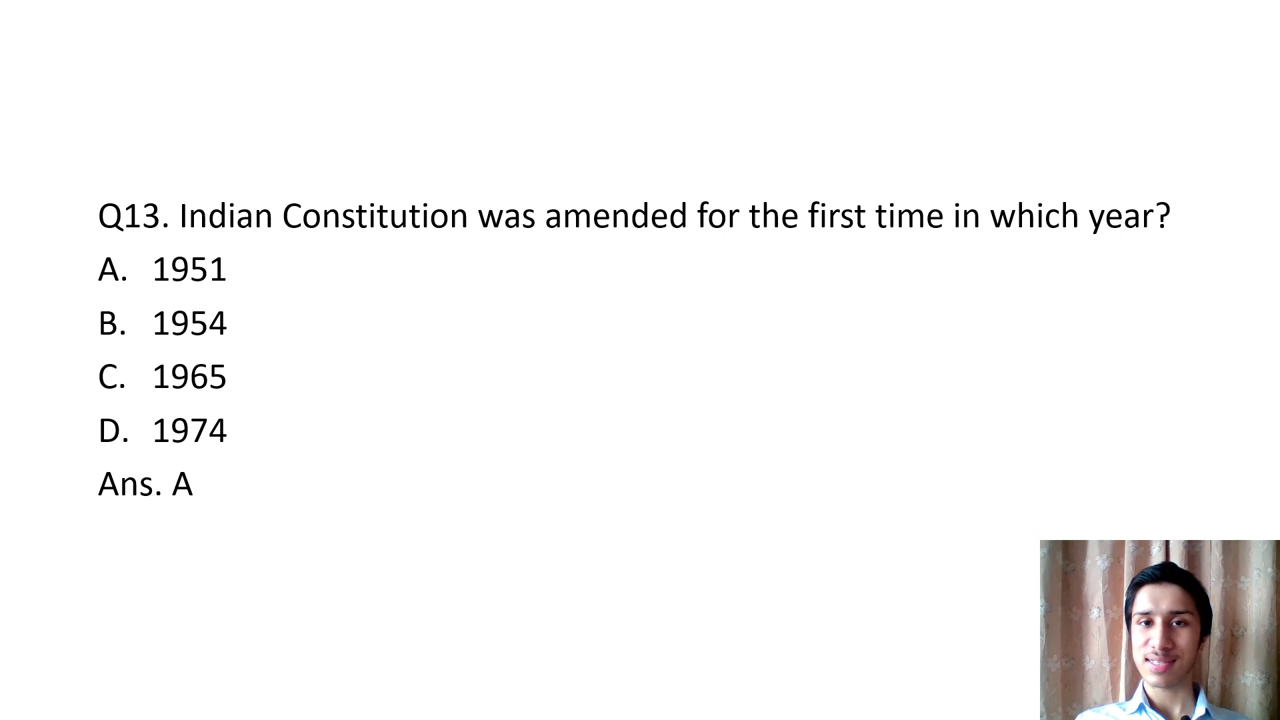 Q13. Indian Constitution was amended for the first time in which year?
A. 1951
B. 1954
C. 1965
D. 1974
Ans. A